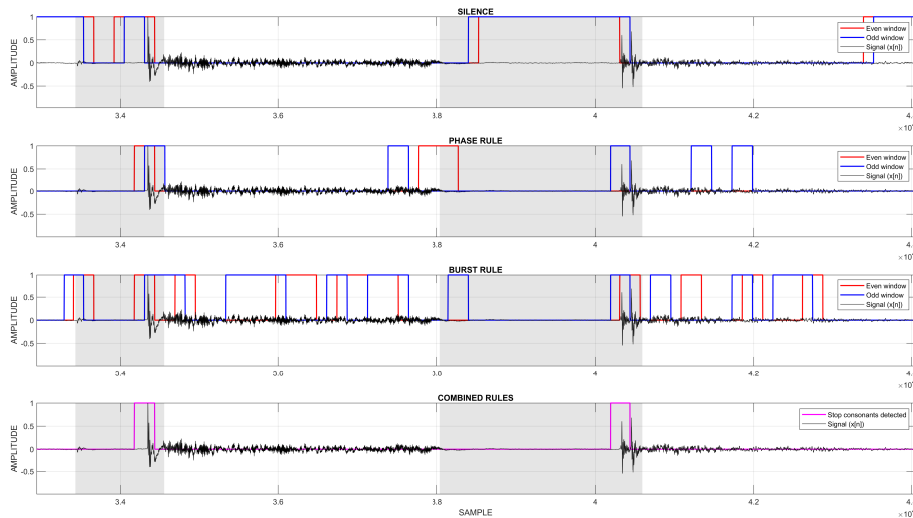 SILENCE
1
0.5
0
-0.5
AMPLITUDE
Even window
Odd window
Signal (x[n])
3.4
3.6
3.8
4
4.2
PHASE RULE
1
0.5
0
-0.5
AMPLITUDE
Even window
Odd window
Signal (x[n])
3.4
3.6
3.8
4
4.2
BURST RULE
1
0.5
0
-0.5
AMPLITUDE
Even window
Odd window
Signal (x[n])
3.4
3.6
3.8
4
4.2
COMBINED RULES
1
0.5
0
-0.5
AMPLITUDE
Stop consonants detected
Signal (x[n])
3.4
3.6
3.8
4
4.2
SAMPLE